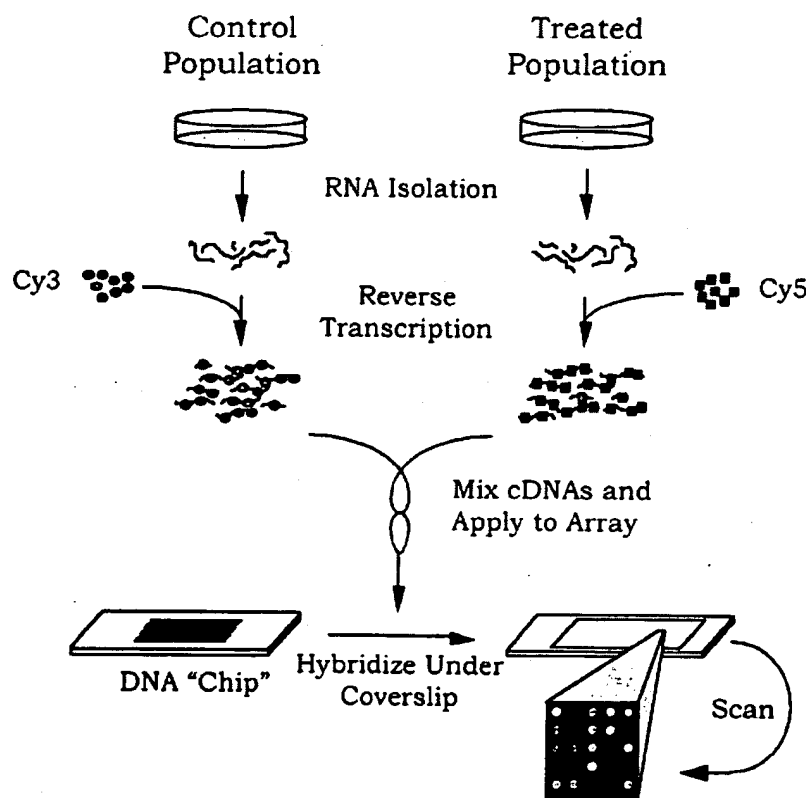 Control
Population
Treated
Population
RNA Isolation
Cy3
Reverse
Transcription
Cy5
Mix cDNAs and
Apply to Array
DNA “Chip”
Hybridize Under
Coverslip
Scan